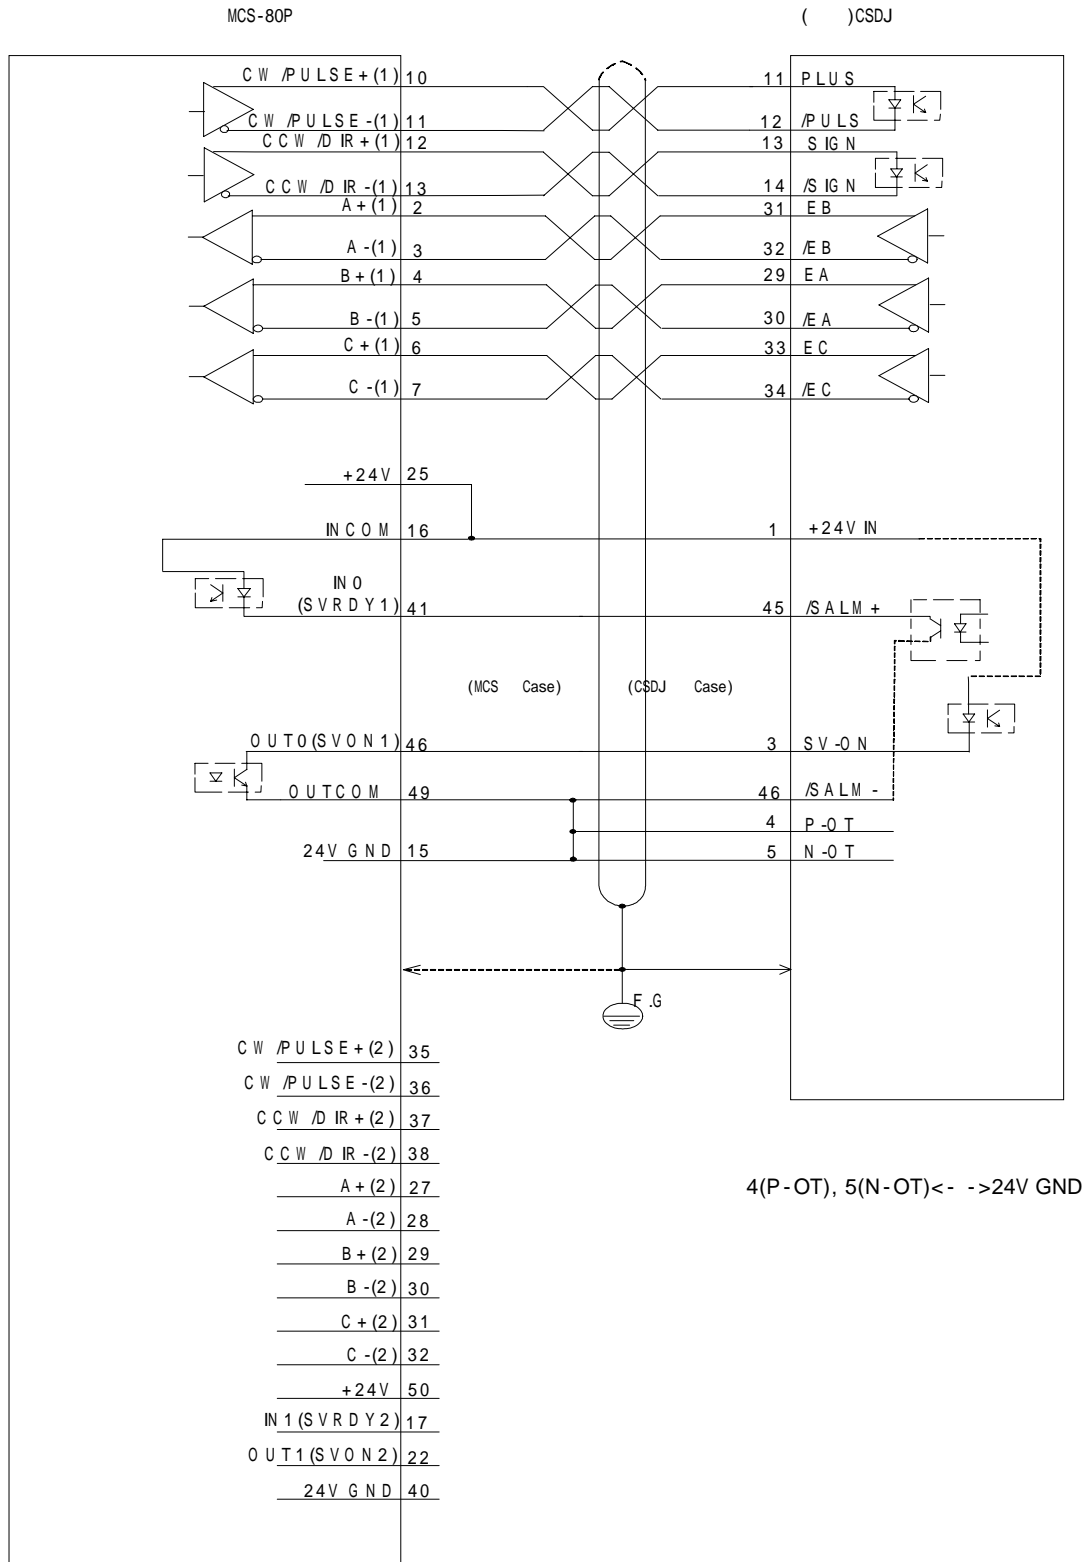 MCS-80P ( )CSDJ
CW/PULSE+(1) 10 11 PLUS
CW/PULSE-(1) 11 12 /PULS
CCW/DIR+(1) 12 13 SIGN
CCW/DIR-(1) 13 14 /SIGN
A+(1) 2 31 EB
A-(1) 3 32 /EB
B+(1) 4 29 EA
B-(1) 5 30 /EA
C+(1) 6 33 EC
C-(1) 7 34 /EC
+24V 25
INCOM 16 1 +24V IN
IN0
(SVRDY1) 41 45 /SALM+
(MCS Case) (CSDJ Case)
OUT0(SVON1) 46 3 SV-ON
OUTCOM 49 46 /SALM-
4 P-OT
24V GND 15 5 N-OT
F.G
CW/PULSE+(2) 35
CW/PULSE-(2) 36
CCW/DIR+(2) 37
CCW/DIR-(2) 38
A+(2) 27
4(P-OT), 5(N-OT)<- ->24V GND
A-(2) 28
B+(2) 29
B-(2) 30
C+(2) 31
C-(2) 32
+24V 50
IN1(SVRDY2) 17
OUT1(SVON2) 22
24V GND 40